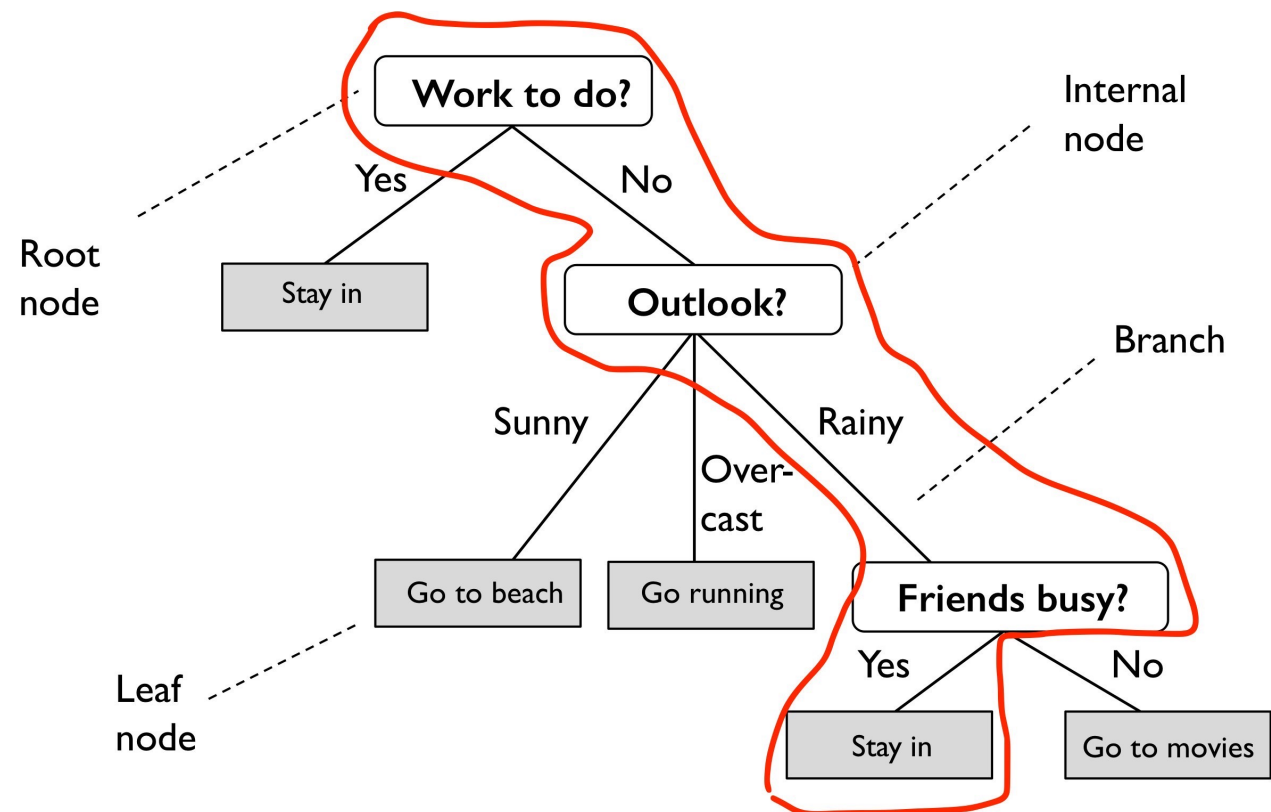 Work to do?
Internal
node
Yes
No
Root
node
Stay in
Outlook?
Branch
Sunny
Rainy
Over-
cast
Go to beach
Go running
Friends busy?
Yes
No
Leaf
node
Stay in
Go to movies